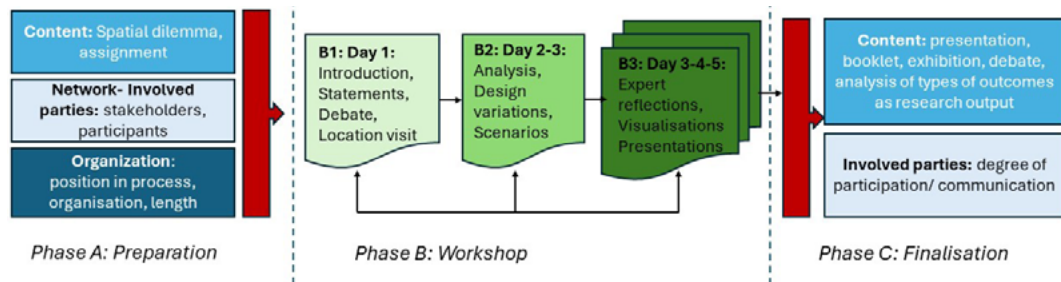 Content: Spatial dilemma,
assignment
Network- Involved
parties: stakeholders,
participants
Organization:
position in process,
organisation, length
Phase A: Preparation
B1: Day 1:
Introduction,
Statements,
Debate,
Location visit
B2: Day 2-3:
Analysis,
Design
variations,
Scenarios
B3: Day 3-4-5:
Expert
reflections,
Visualisations
Presentations
Phase B: Workshop
Content: presentation,
booklet, exhibition, debate,
analysis of types of outcomes
as research output
Involved parties: degree of
participation/ communication
Phase C: Finalisation